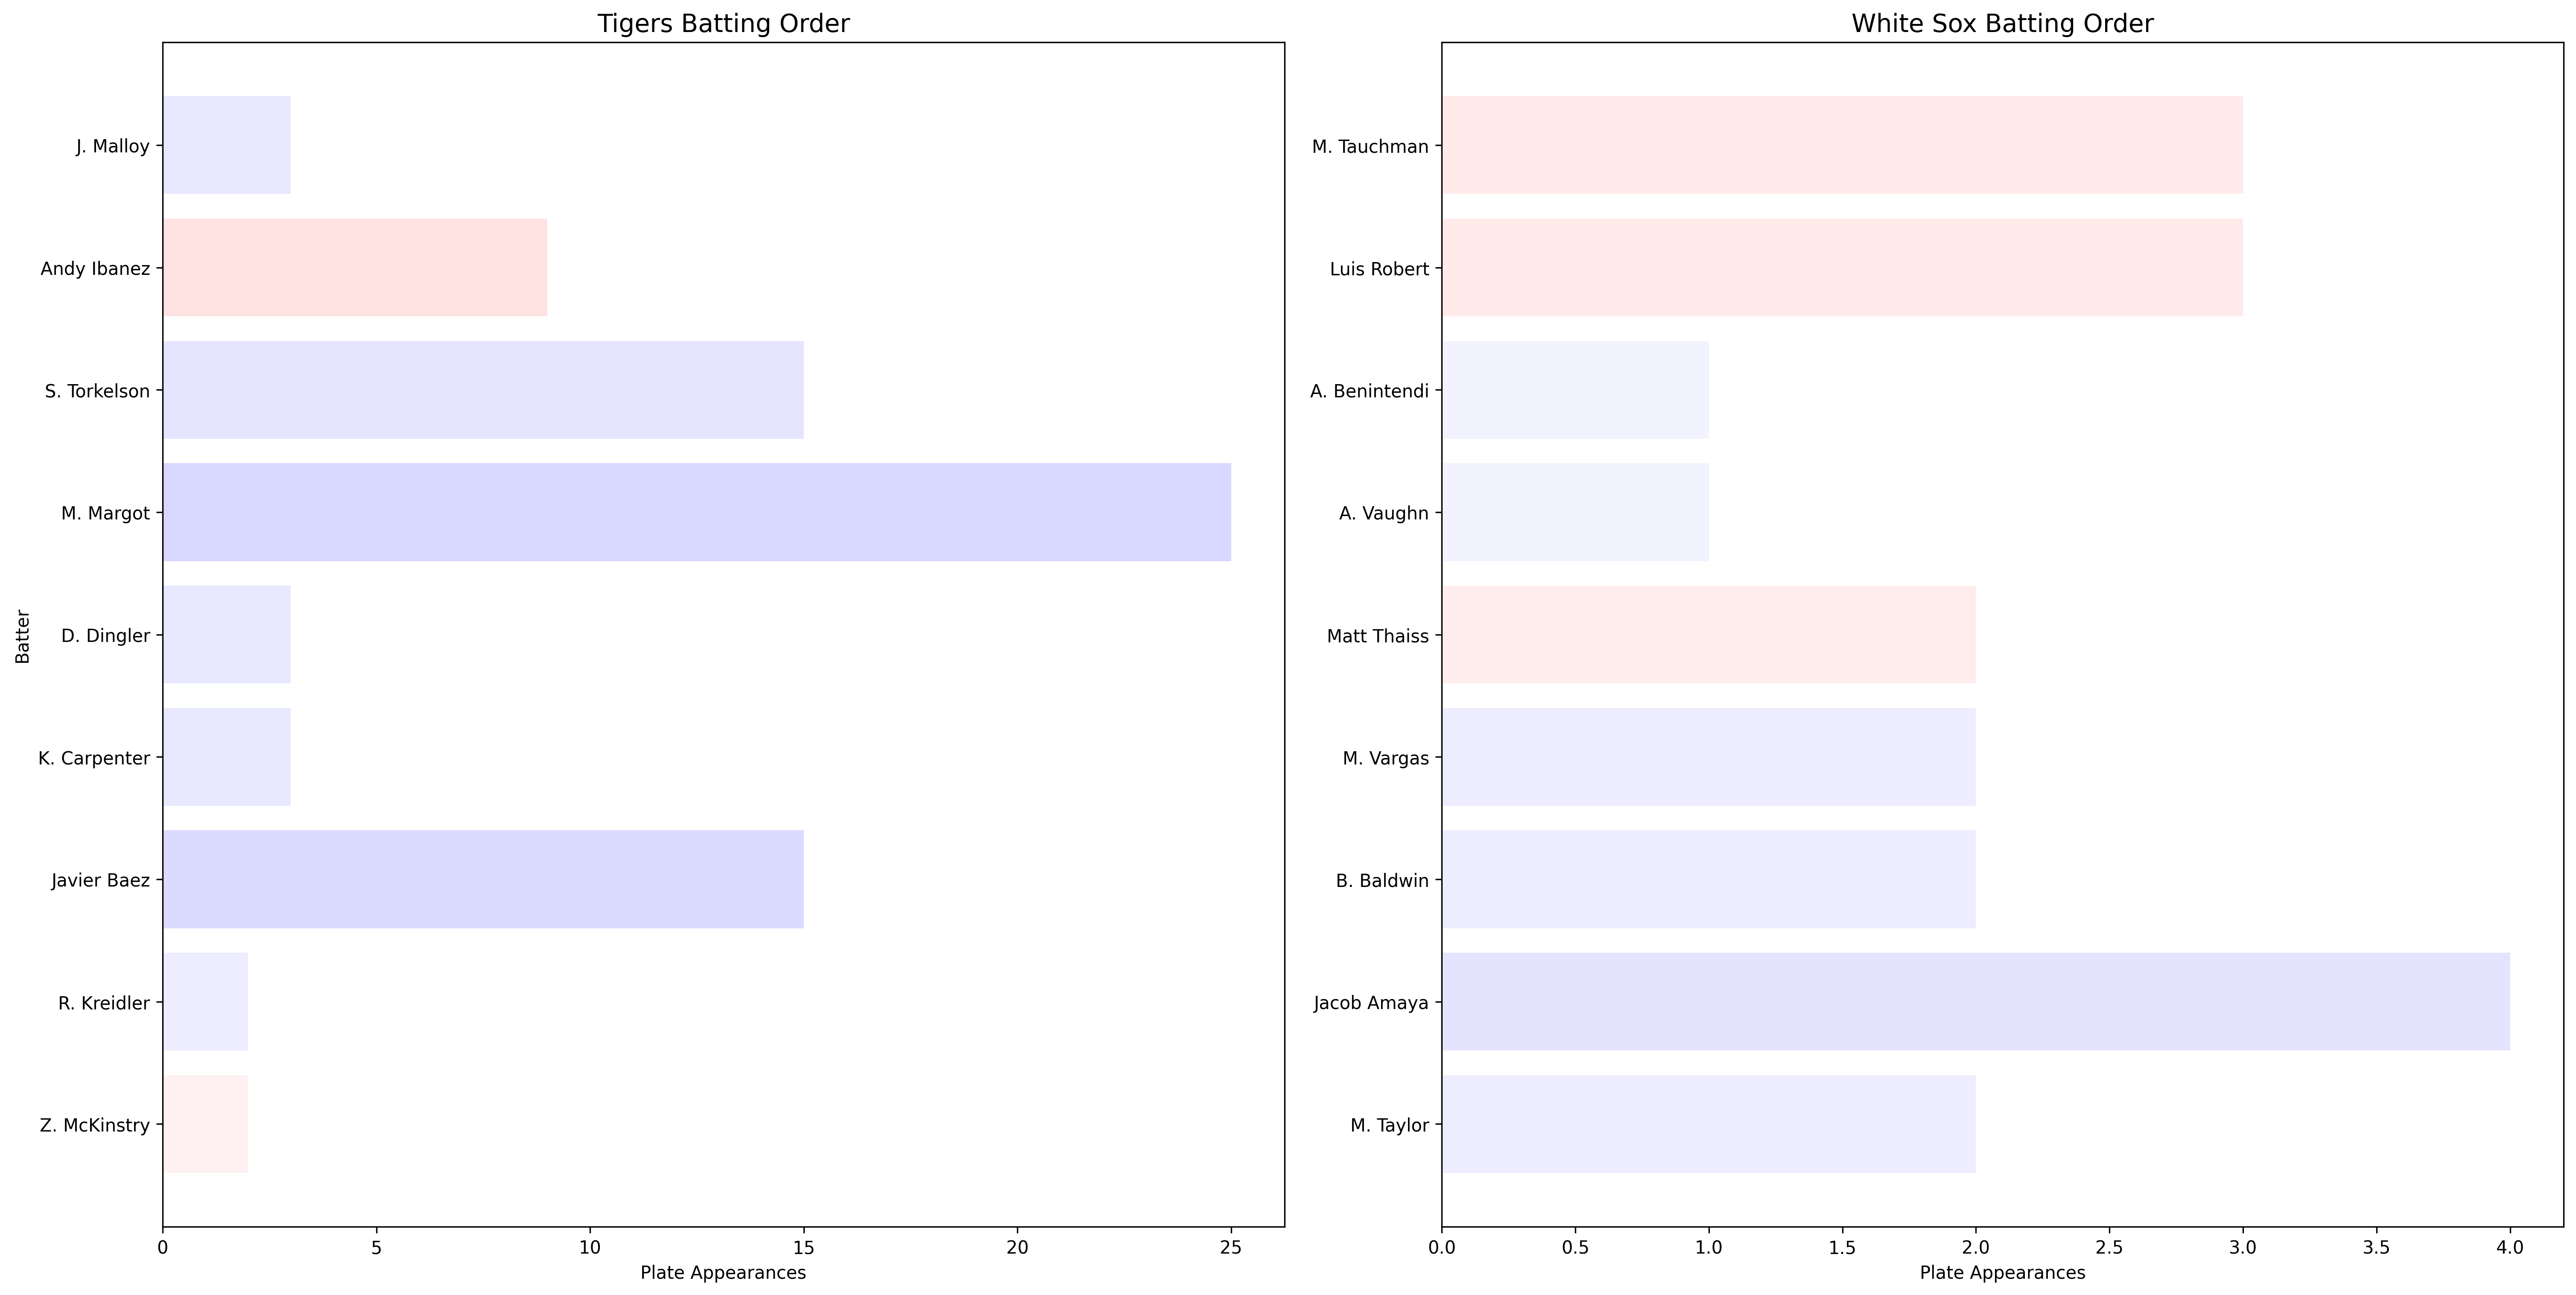 Tigers Batting Order
Batter
J. Malloy
Andy Ibanez
S. Torkelson
M. Margot
D. Dingler
K. Carpenter
Javier Baez
R. Kreidler
Z. McKinstry
0 5 10 15 20 25
Plate Appearances
White Sox Batting Order
M. Tauchman
Luis Robert
A. Benintendi
A. Vaughn
Matt Thaiss
M. Vargas
B. Baldwin
Jacob Amaya
M. Taylor
0.0 0.5 1.0 1.5 2.0 2.5 3.0 3.5 4.0
Plate Appearances